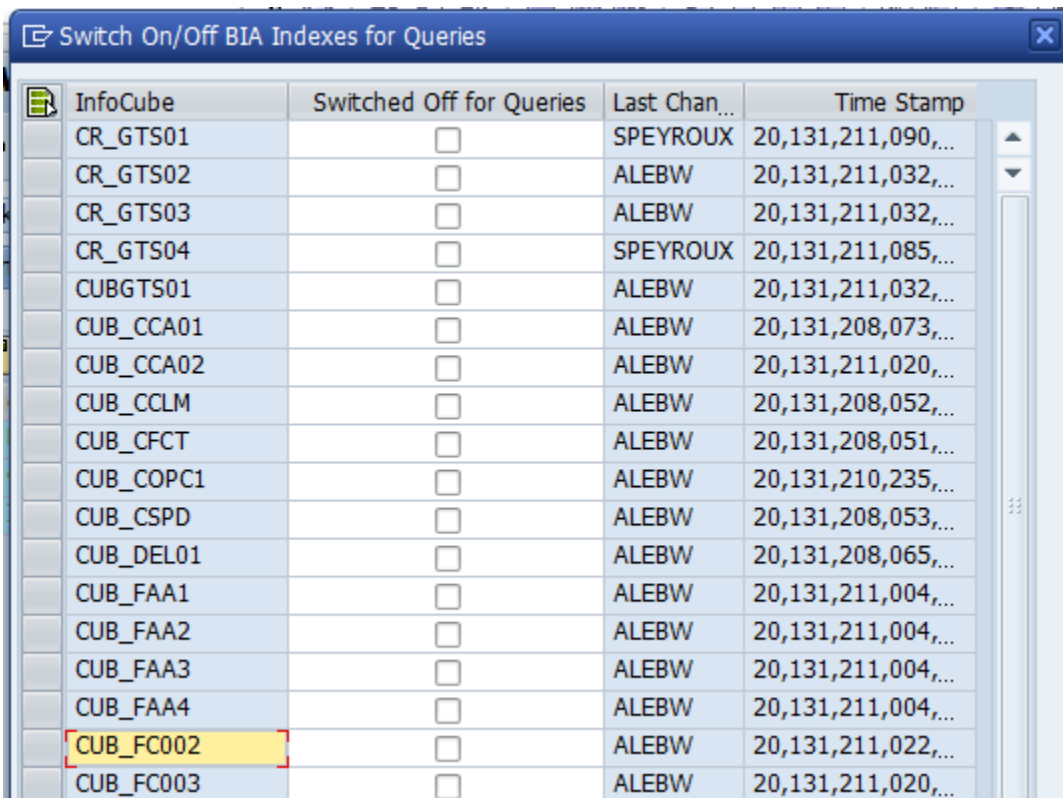 Switch On/Off BIA Indexes for Queries
InfoCube Switched Off for Queries Last Chan... Time Stamp
CR_GTS01 SPEYROUX 20,131,211,090,...
CR_GTS02 ALEBW 20,131,211,032,...
CR_GTS03 ALEBW 20,131,211,032,...
CR_GTS04 SPEYROUX 20,131,211,085,...
CUBGTS01 ALEBW 20,131,211,032,...
CUB_CCA01 ALEBW 20,131,208,073,...
CUB_CCA02 ALEBW 20,131,211,020,...
CUB_CCLM ALEBW 20,131,208,052,...
CUB_CFCT ALEBW 20,131,208,051,...
CUB_COPC1 ALEBW 20,131,210,235,...
CUB_CSPD ALEBW 20,131,208,053,...
CUB_DEL01 ALEBW 20,131,208,065,...
CUB_FAA1 ALEBW 20,131,211,004,...
CUB_FAA2 ALEBW 20,131,211,004,...
CUB_FAA3 ALEBW 20,131,211,004,...
CUB_FAA4 ALEBW 20,131,211,004,...
CUB_FC002 ALEBW 20,131,211,022,...
CUB_FC003 ALEBW 20,131,211,020,...